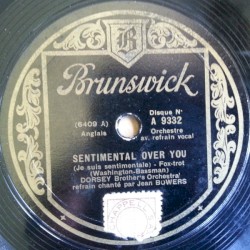 B
Brunswick
Disque Nº
(6409 A) A 9332
Anglais Orchestre
av. refrain vocal
SENTIMENTAL OVER YOU
(Je suis sentimentale) - Fox-trot
(Washington-Bassman)
DORSEY Brother's Orchestra
refrain chanté par Jean BOWERS